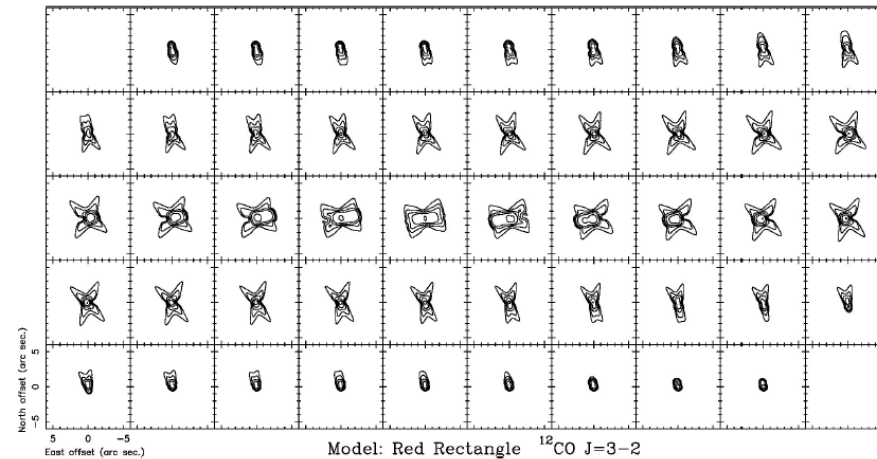 North offset (arc sec.)
5
0
-5
5 0 -5
East offset (arc sec.)
Model: Red Rectangle ¹²CO J=3-2